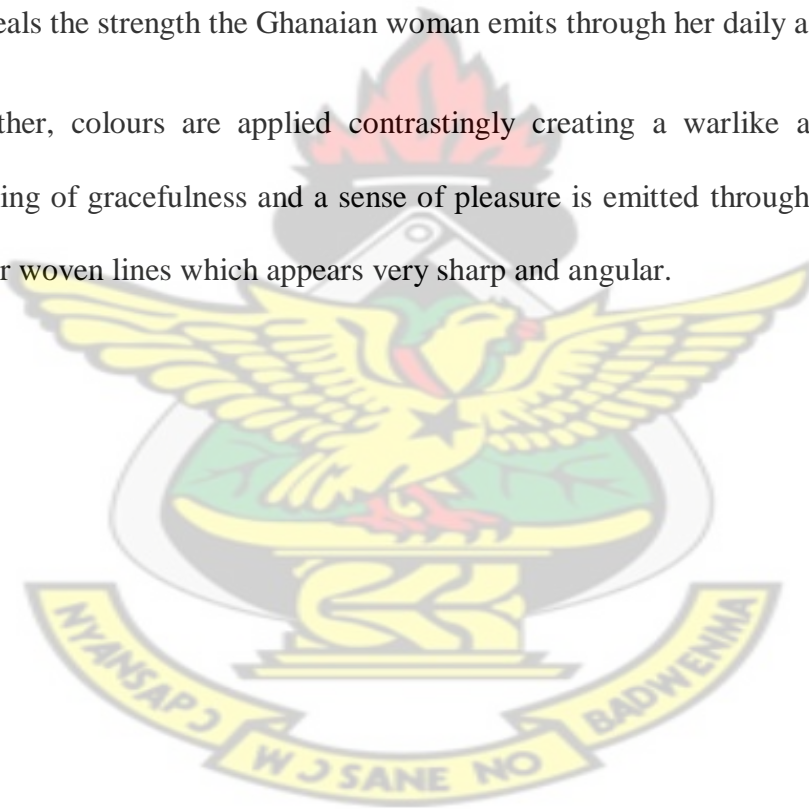 eals the strength the Ghanaian woman emits through her daily a
ther, colours are applied contrastingly creating a warlike a
ing of gracefulness and a sense of pleasure is emitted through
r woven lines which appears very sharp and angular.
NYANSAPƆ
WƆSANE NO
BADWENMA